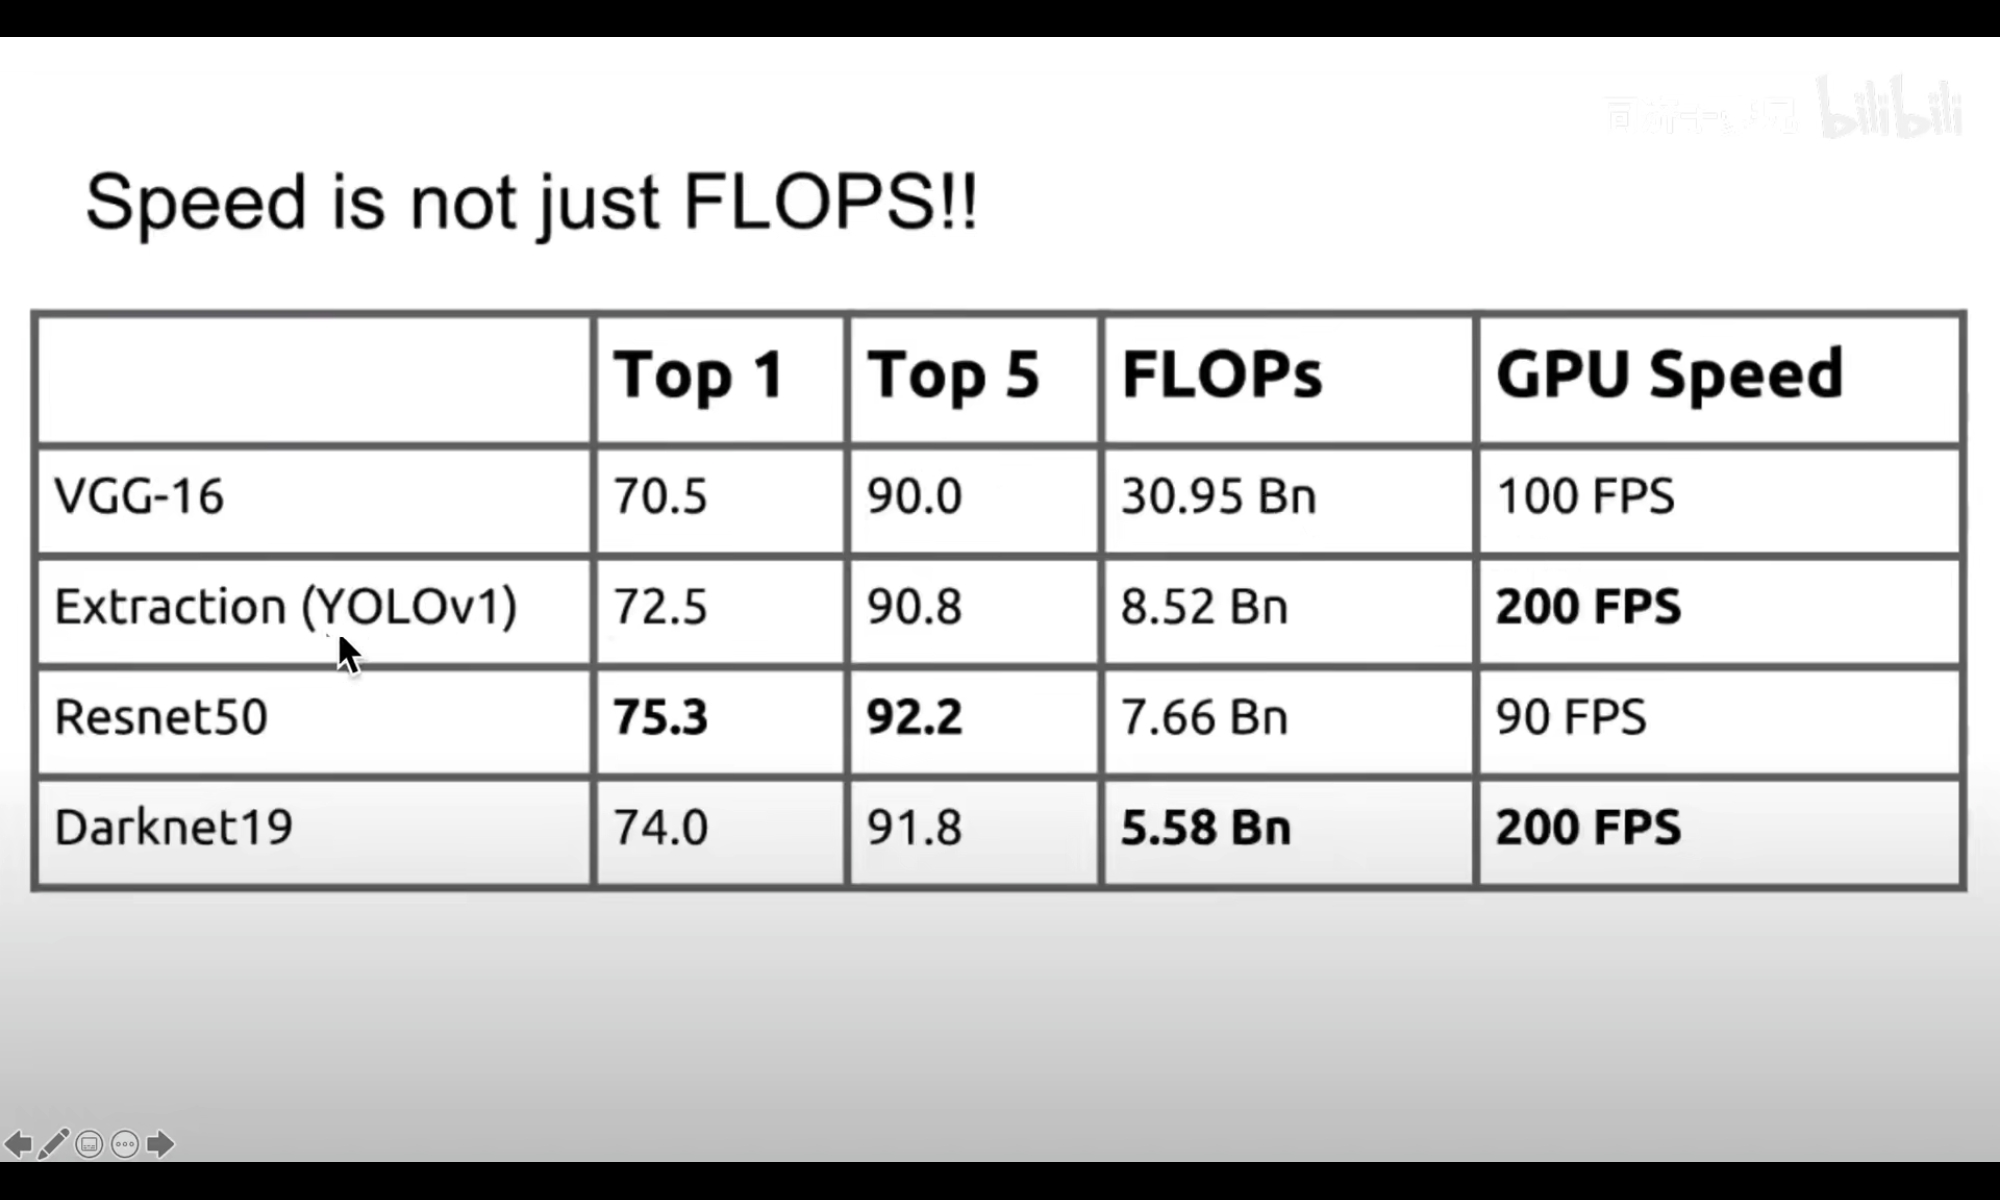 bilibili
Speed is not just FLOPS!!
Top 1 Top 5 FLOPs GPU Speed
VGG-16 70.5 90.0 30.95 Bn 100 FPS
Extraction (YOLOv1) 72.5 90.8 8.52 Bn 200 FPS
Resnet50 75.3 92.2 7.66 Bn 90 FPS
Darknet19 74.0 91.8 5.58 Bn 200 FPS